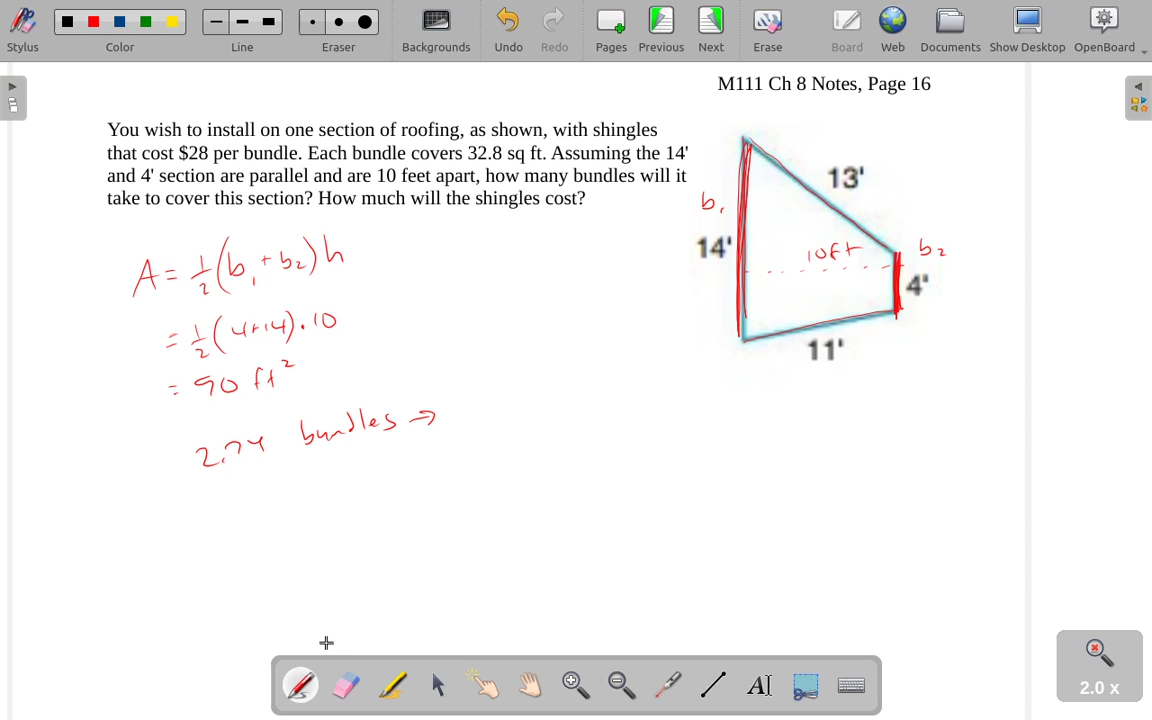 Stylus
Color
Line
Eraser
Backgrounds
Undo
Redo
Pages
Previous
Next
Erase
Board
Web
Documents
Show Desktop
OpenBoard
M111 Ch 8 Notes, Page 16
You wish to install on one section of roofing, as shown, with shingles
that cost $28 per bundle. Each bundle covers 32.8 sq ft. Assuming the 14'
and 4' section are parallel and are 10 feet apart, how many bundles will it
take to cover this section? How much will the shingles cost?
13'
b₁
14'
10ft
b₂
4'
11'
A = ½(b₁ + b₂)h
= ½(4+14)·10
= 90 ft²
2.74 bundles →
AI
2.0 x